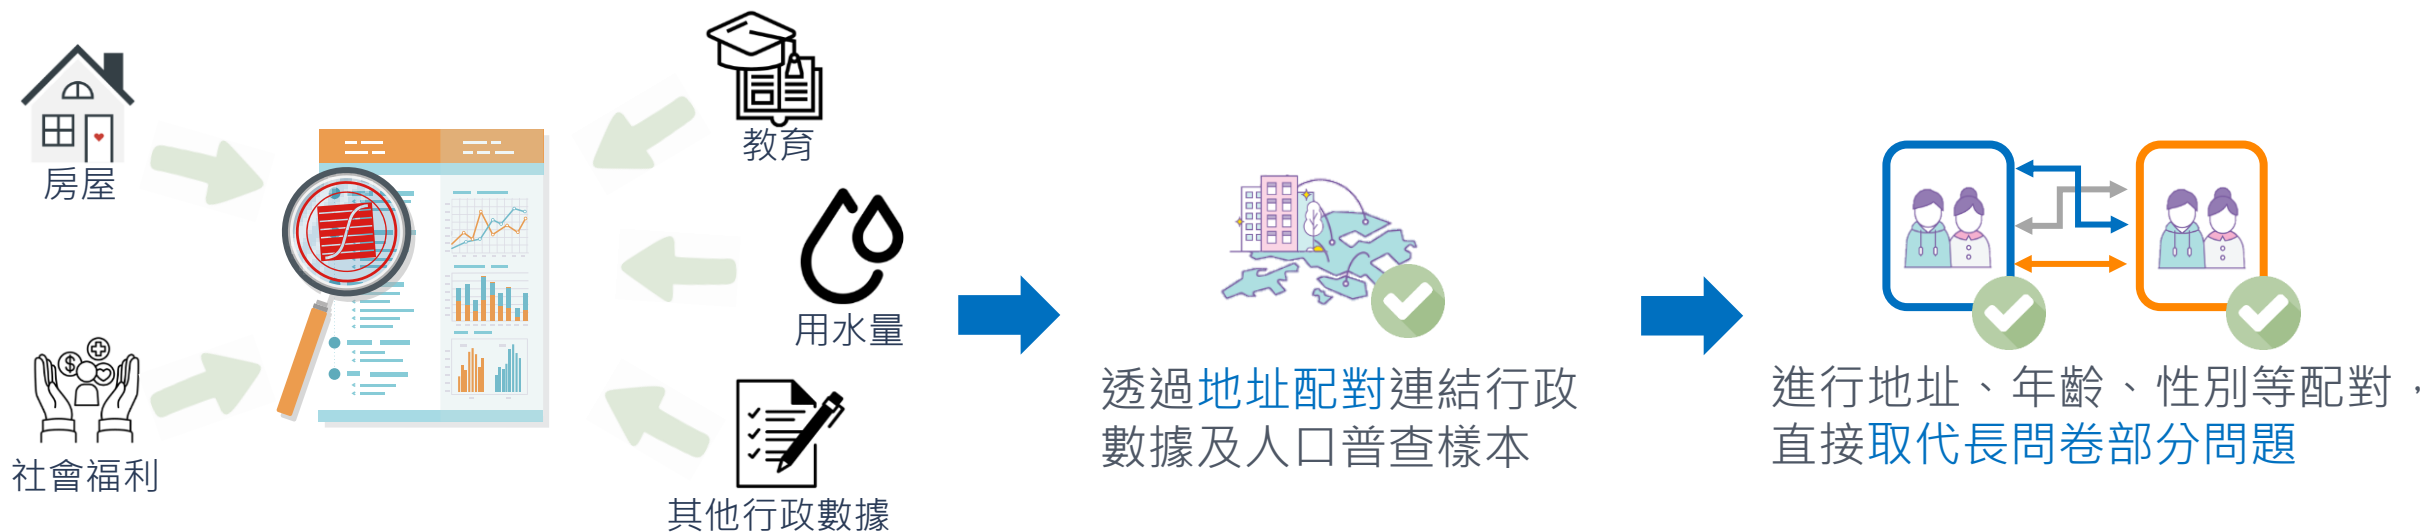 房屋
社會福利
教育
用水量
其他行政數據
透過地址配對連結行政
數據及人口普查樣本
進行地址、年齡、性別等配對，
直接取代長問卷部分問題